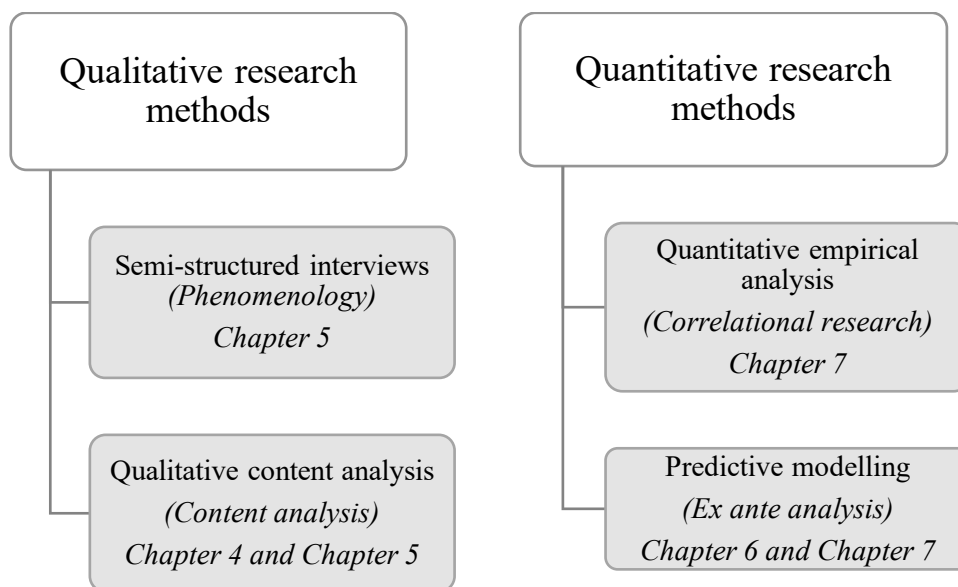 Qualitative research
methods
Semi-structured interviews
(Phenomenology)
Chapter 5
Qualitative content analysis
(Content analysis)
Chapter 4 and Chapter 5
Quantitative research
methods
Quantitative empirical
analysis
(Correlational research)
Chapter 7
Predictive modelling
(Ex ante analysis)
Chapter 6 and Chapter 7